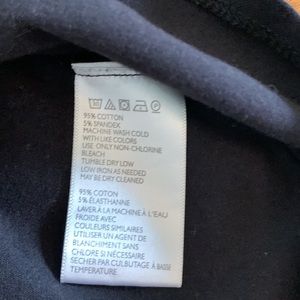 95% COTTON
5% SPANDEX
MACHINE WASH COLD
WITH LIKE COLORS
USE ONLY NON-CHLORINE
BLEACH
TUMBLE DRY LOW
LOW IRON AS NEEDED
MAY BE DRY CLEANED
95% COTON
5% ÉLASTHANNE
LAVER À LA MACHINE À L'EAU
FROIDE AVEC
COULEURS SIMILAIRES
UTILISER UN AGENT DE
BLANCHIMENT SANS
CHLORE SI NÉCESSAIRE
SÉCHER PAR CULBUTAGE À BASSE
TEMPÉRATURE.